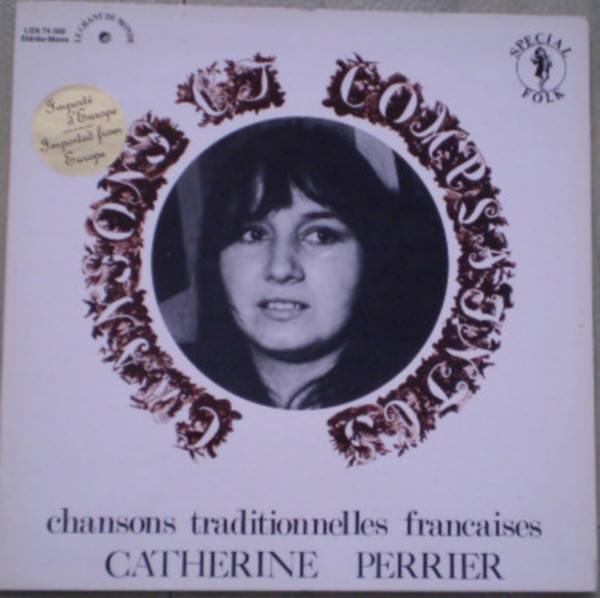 LDX 74
Stéréo-Mono
LE CHANT DU MONDE
SPECIAL
FOLK
Importé
d'Europe
Imported from
Europe
CHANSONS ET COMPLAINTES
chansons traditionnelles francaises
CATHERINE PERRIER